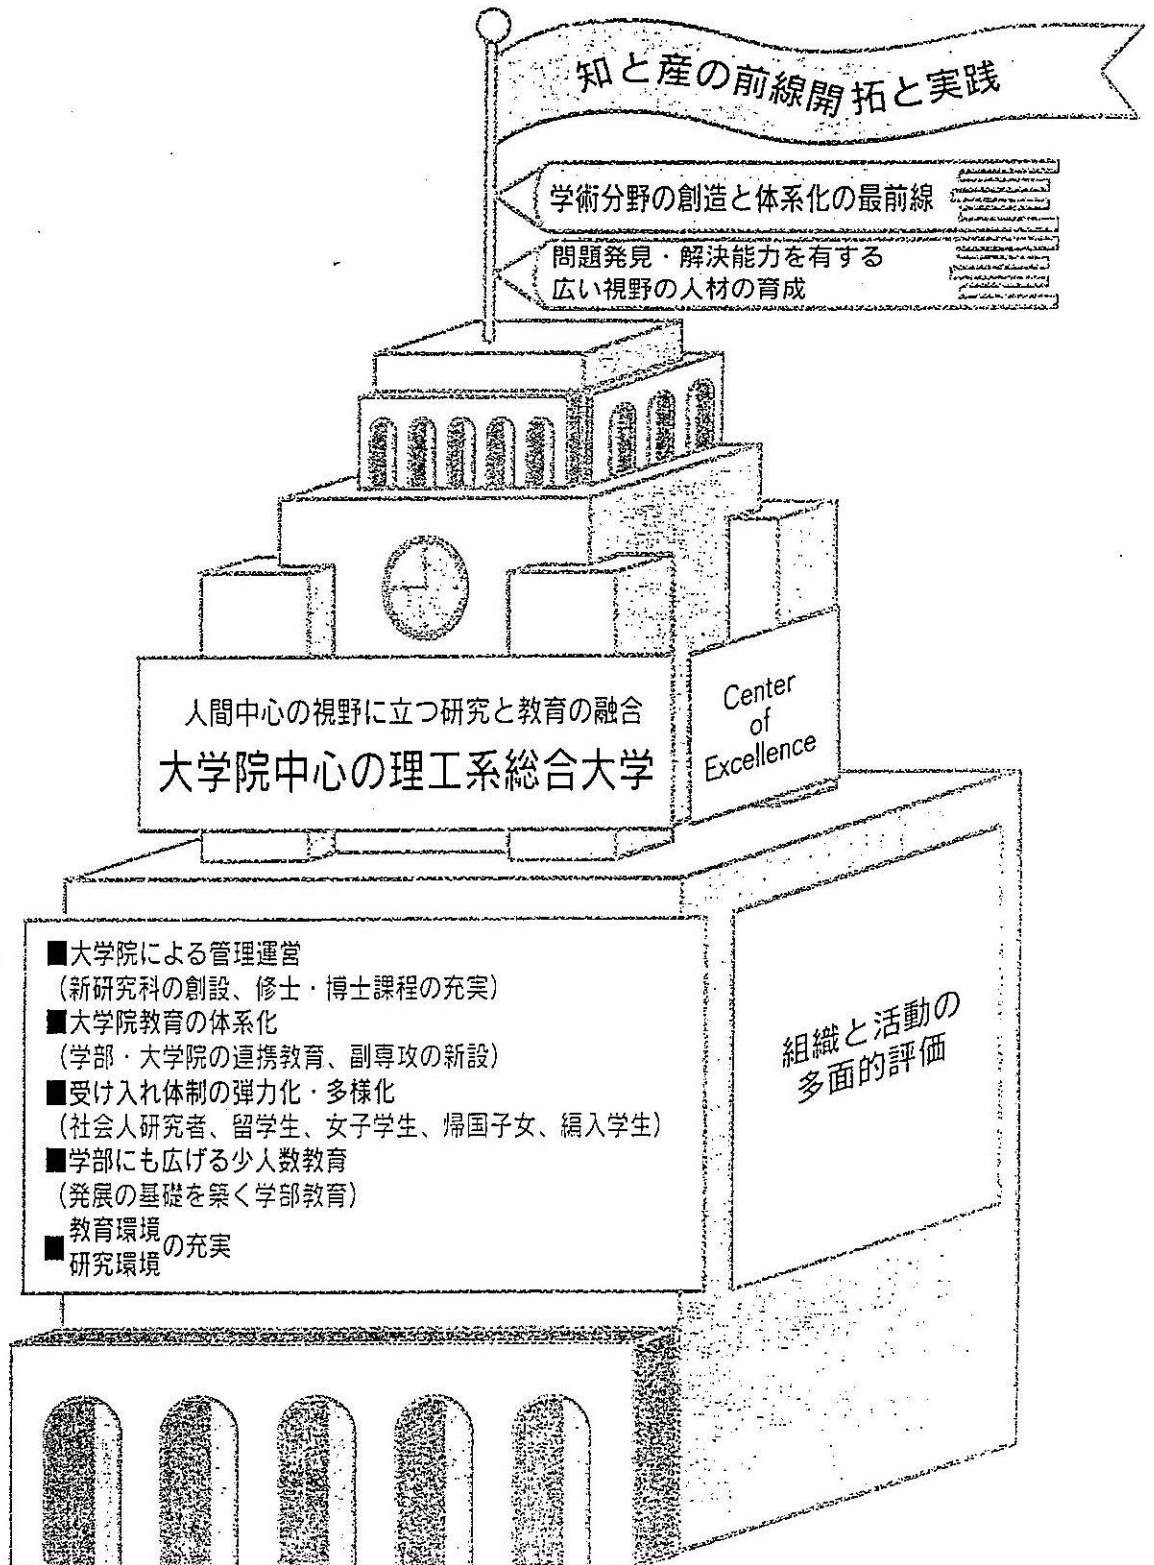 知と産の前線開拓と実践
学術分野の創造と体系化の最前線
問題発見・解決能力を有する
広い視野の人材の育成
人間中心の視野に立つ研究と教育の融合
大学院中心の理工系総合大学
Center
of
Excellence
■大学院による管理運営
(新研究科の創設、修士・博士課程の充実)
■大学院教育の体系化
(学部・大学院の連携教育、副専攻の新設)
■受け入れ体制の弾力化・多様化
(社会人研究者、留学生、女子学生、帰国子女、編入学生)
■学部にも広げる少人数教育
(発展の基礎を築く学部教育)
■教育環境
研究環境の充実
組織と活動の
多面的評価